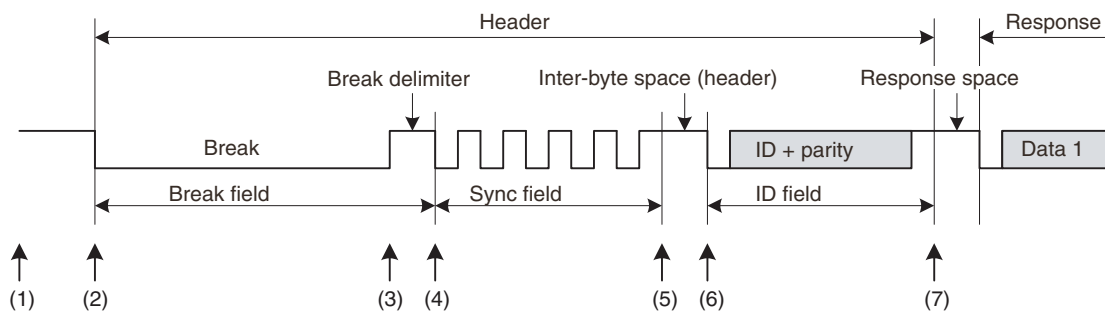 Header
Response
Break delimiter
Inter-byte space (header)
Response space
Break
ID + parity
Data 1
Break field
Sync field
ID field
(1)
(2)
(3)
(4)
(5)
(6)
(7)